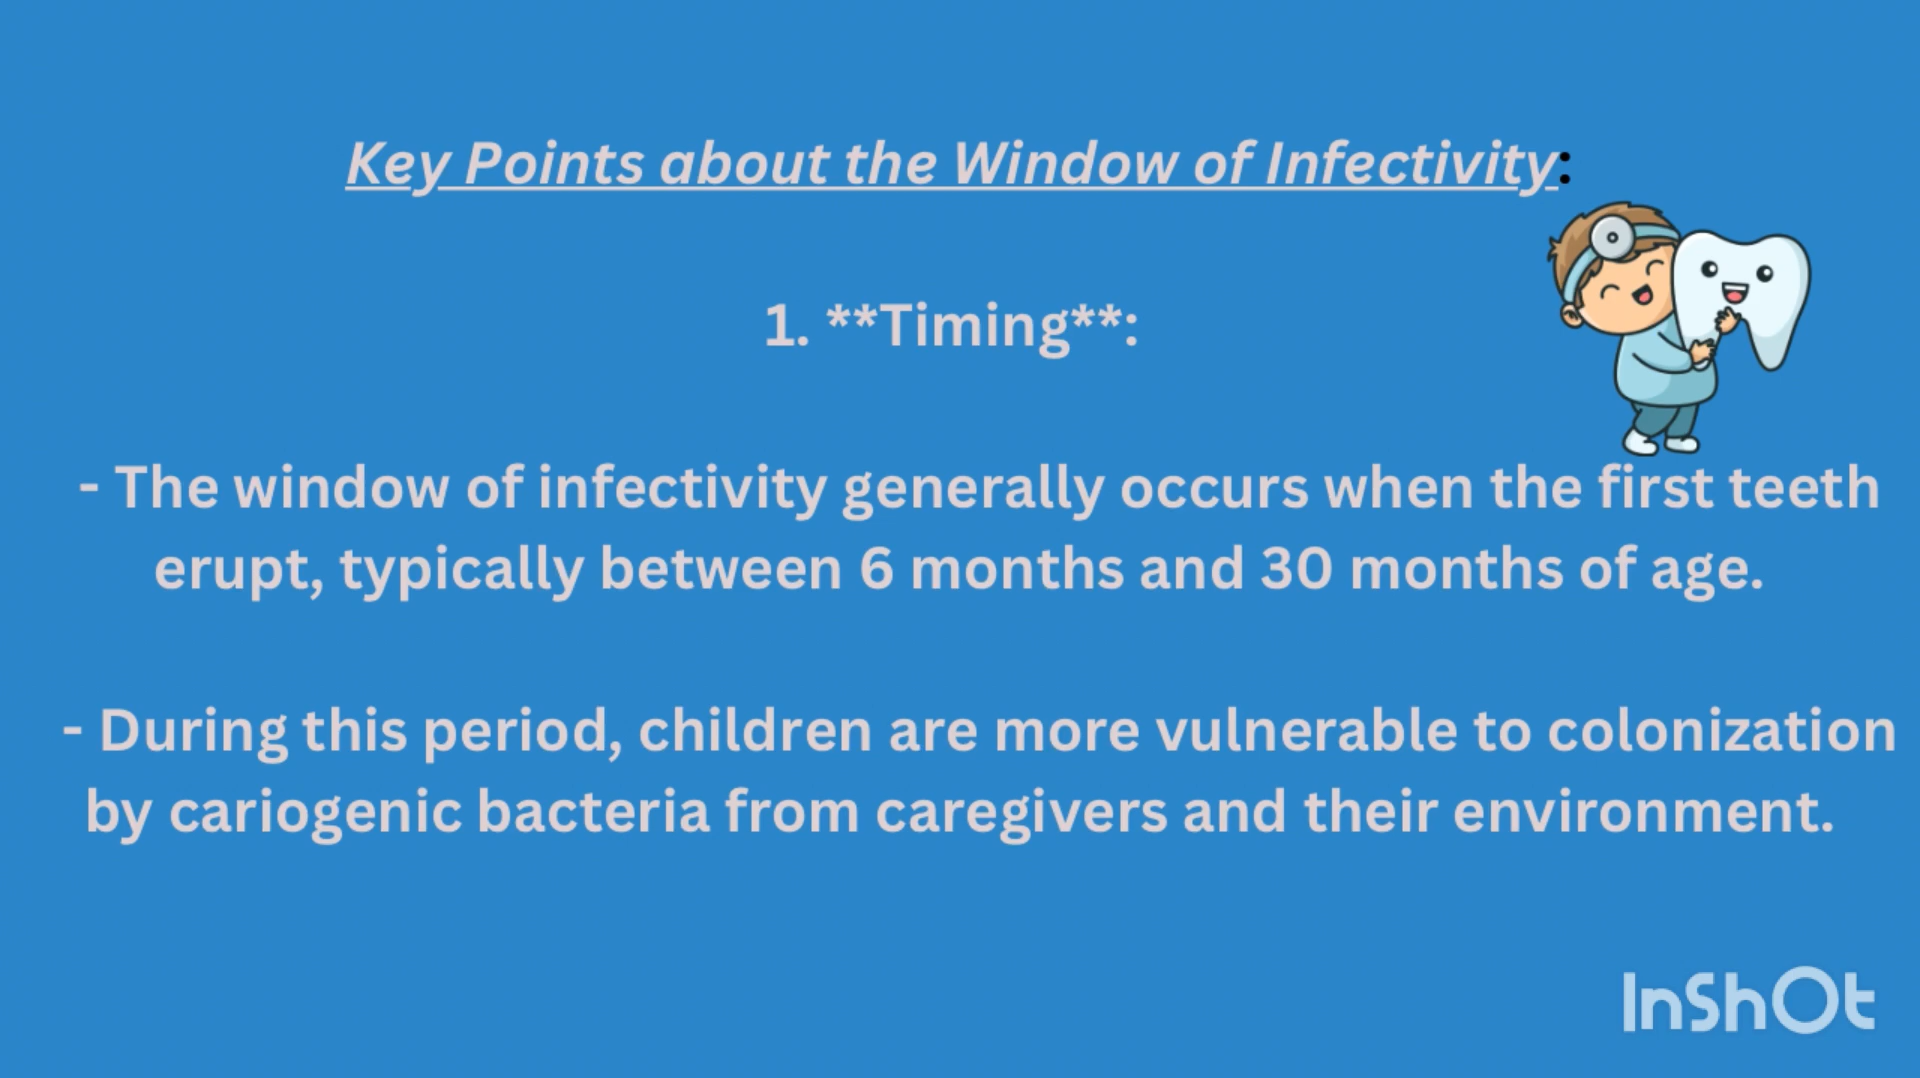 Key Points about the Window of Infectivity:
1. **Timing**:
- The window of infectivity generally occurs when the first teeth
erupt, typically between 6 months and 30 months of age.
- During this period, children are more vulnerable to colonization
by cariogenic bacteria from caregivers and their environment.
InShOt